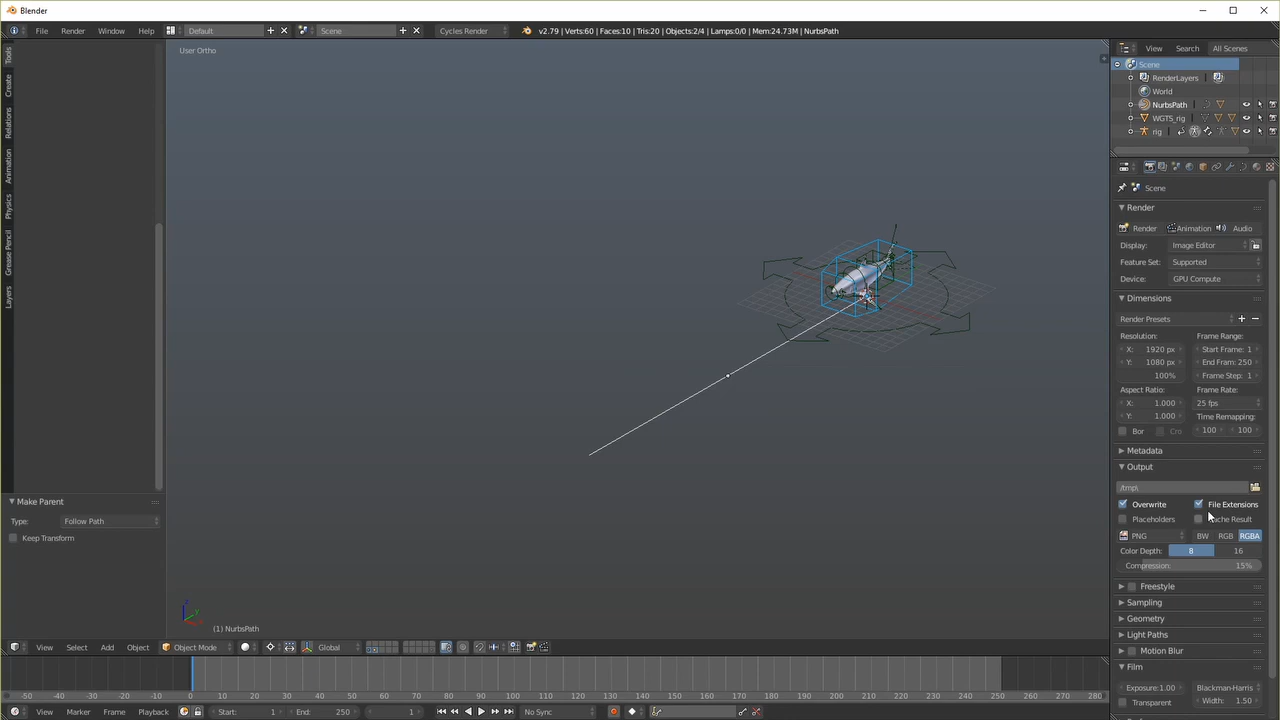 Blender
File Render Window Help Default Scene Cycles Render v2.79 | Verts:60 | Faces:10 | Tris:20 | Objects:2/4 | Lamps:0/0 | Mem:24.73M | NurbsPath
View Search All Scenes
User Ortho
Scene
RenderLayers
World
NurbsPath
WGTS_rig
rig
Tools
Create
Relations
Animation
Physics
Grease Pencil
Layers
Scene
Render
Render Animation Audio
Display: Image Editor
Feature Set: Supported
Device: GPU Compute
Dimensions
Render Presets
Resolution: Frame Range:
X: 1920 px Start Frame: 1
Y: 1080 px End Fram: 250
100% Frame Step: 1
Aspect Ratio: Frame Rate:
X: 1.000 25 fps
Y: 1.000 Time Remapping:
Bor Cro 100 100
Metadata
Output
/tmp\
Overwrite File Extensions
Placeholders Result
PNG BW RGB RGBA
Color Depth: 8 16
Compression: 15%
Freestyle
Sampling
Geometry
Light Paths
Motion Blur
Film
Exposure:1.00 Blackman-Harris
Transparent Width: 1.50
Make Parent
Type: Follow Path
Keep Transform
(1) NurbsPath
View Select Add Object Object Mode Global
-50 -40 -30 -20 -10 0 10 20 30 40 50 60 70 80 90 100 110 120 130 140 150 160 170 180 190 200 210 220 230 240 250 260 270 280
View Marker Frame Playback Start: 1 End: 250 1 No Sync